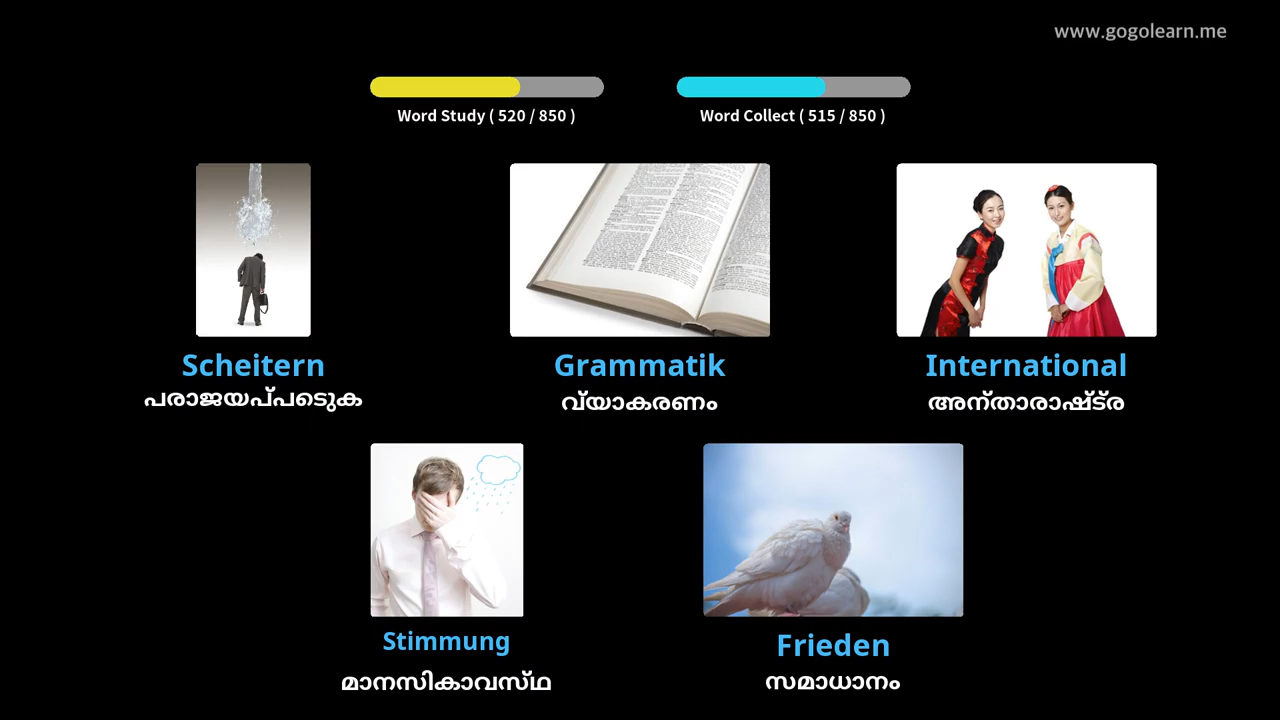 www.gogolearn.me
Word Study ( 520 / 850 )
Word Collect ( 515 / 850 )
Scheitern
പരാജയപ്പടെുക
Grammatik
വ്യാകരണം
International
അന്താരാഷ്ട്ര
Stimmung
മാനസികാവസ്ഥ
Frieden
സമാധാനം